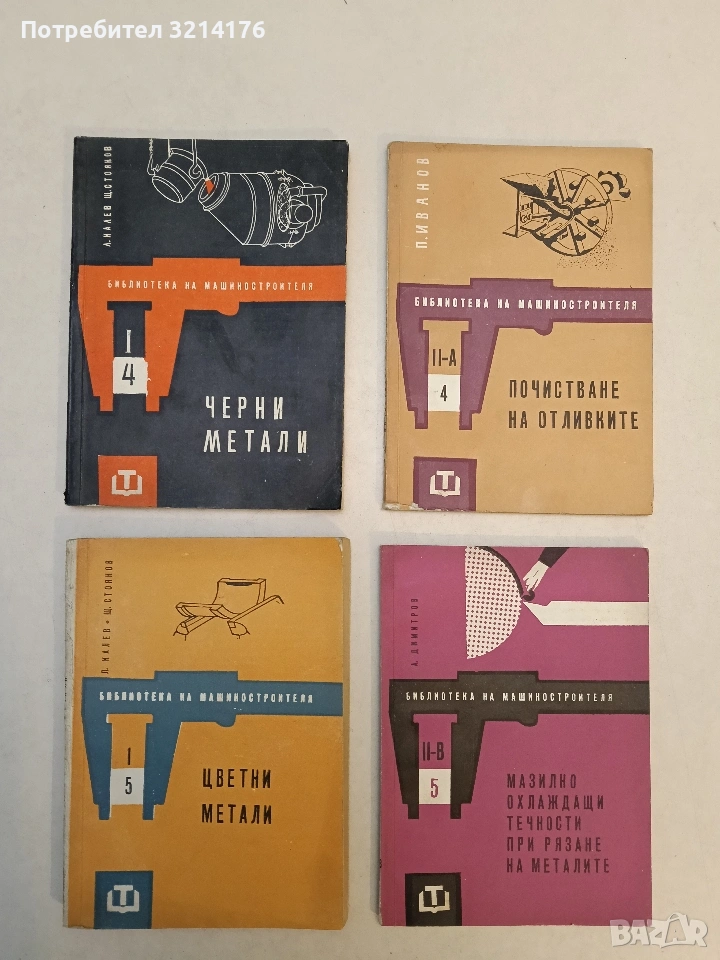 Потребител 3214176
Л. НАЛЕВ Щ. СТОЯНОВ
БИБЛИОТЕКА НА МАШИНОСТРОИТЕЛЯ
I
4
ЧЕРНИ
МЕТАЛИ
Т
П. ИВАНОВ
БИБЛИОТЕКА НА МАШИНОСТРОИТЕЛЯ
II-А
4
ПОЧИСТВАНЕ
НА ОТЛИВКИТЕ
Т
Л. НАЛЕВ • Щ. СТОЯНОВ
БИБЛИОТЕКА НА МАШИНОСТРОИТЕЛЯ
I
5
ЦВЕТНИ
МЕТАЛИ
Т
А. ДИМИТРОВ
БИБЛИОТЕКА НА МАШИНОСТРОИТЕЛЯ
II-В
5
МАЗИЛНО
ОХЛАЖДАЩИ
ТЕЧНОСТИ
ПРИ РЯЗАНЕ
НА МЕТАЛИТЕ
Т
BAZAR